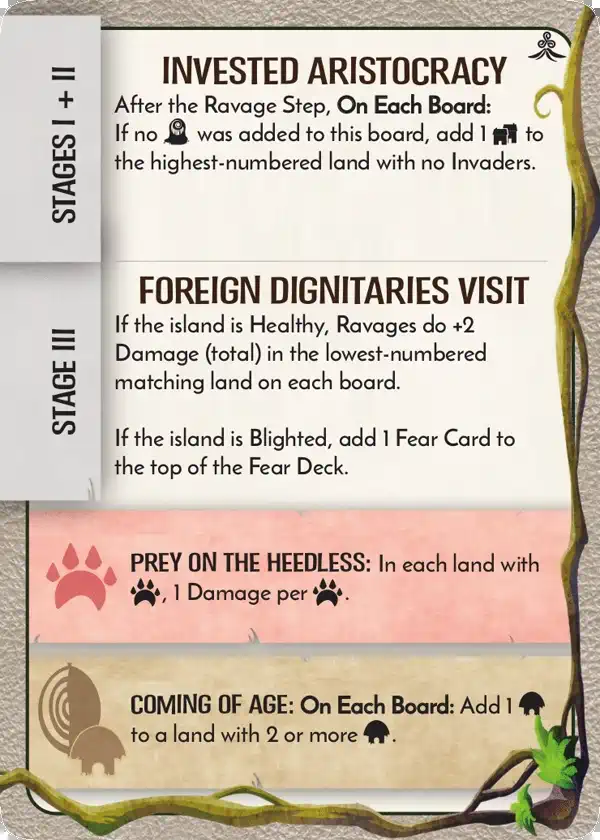 STAGES I + II
INVESTED ARISTOCRACY
After the Ravage Step, On Each Board:
If no was added to this board, add 1 to
the highest-numbered land with no Invaders.
STAGE III
FOREIGN DIGNITARIES VISIT
If the island is Healthy, Ravages do +2
Damage (total) in the lowest-numbered
matching land on each board.
If the island is Blighted, add 1 Fear Card to
the top of the Fear Deck.
PREY ON THE HEEDLESS: In each land with
, 1 Damage per .
COMING OF AGE: On Each Board: Add 1
to a land with 2 or more .